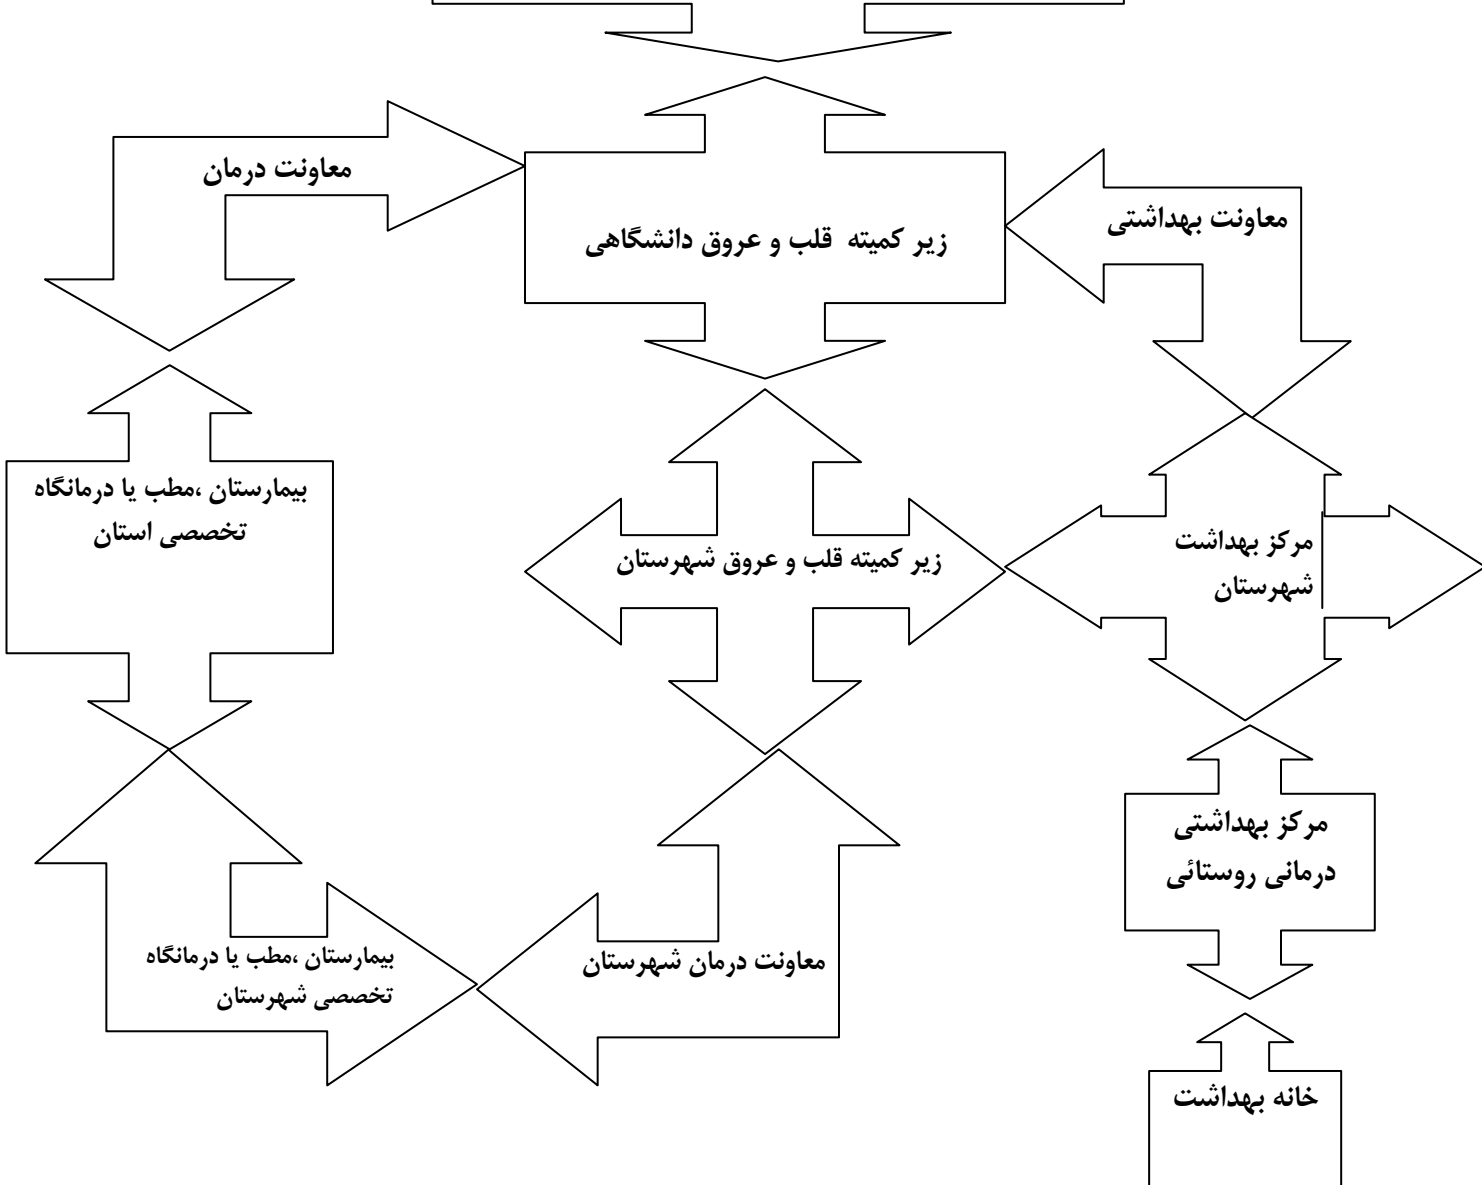 معاونت درمان
معاونت بهداشتی
زیر کمیته قلب و عروق دانشگاهی
بیمارستان ،مطب یا درمانگاه
تخصصی استان
زیر کمیته قلب و عروق شهرستان
مرکز بهداشت
شهرستان
مرکز بهداشتی
درمانی روستائی
بیمارستان ،مطب یا درمانگاه
تخصصی شهرستان
معاونت درمان شهرستان
خانه بهداشت